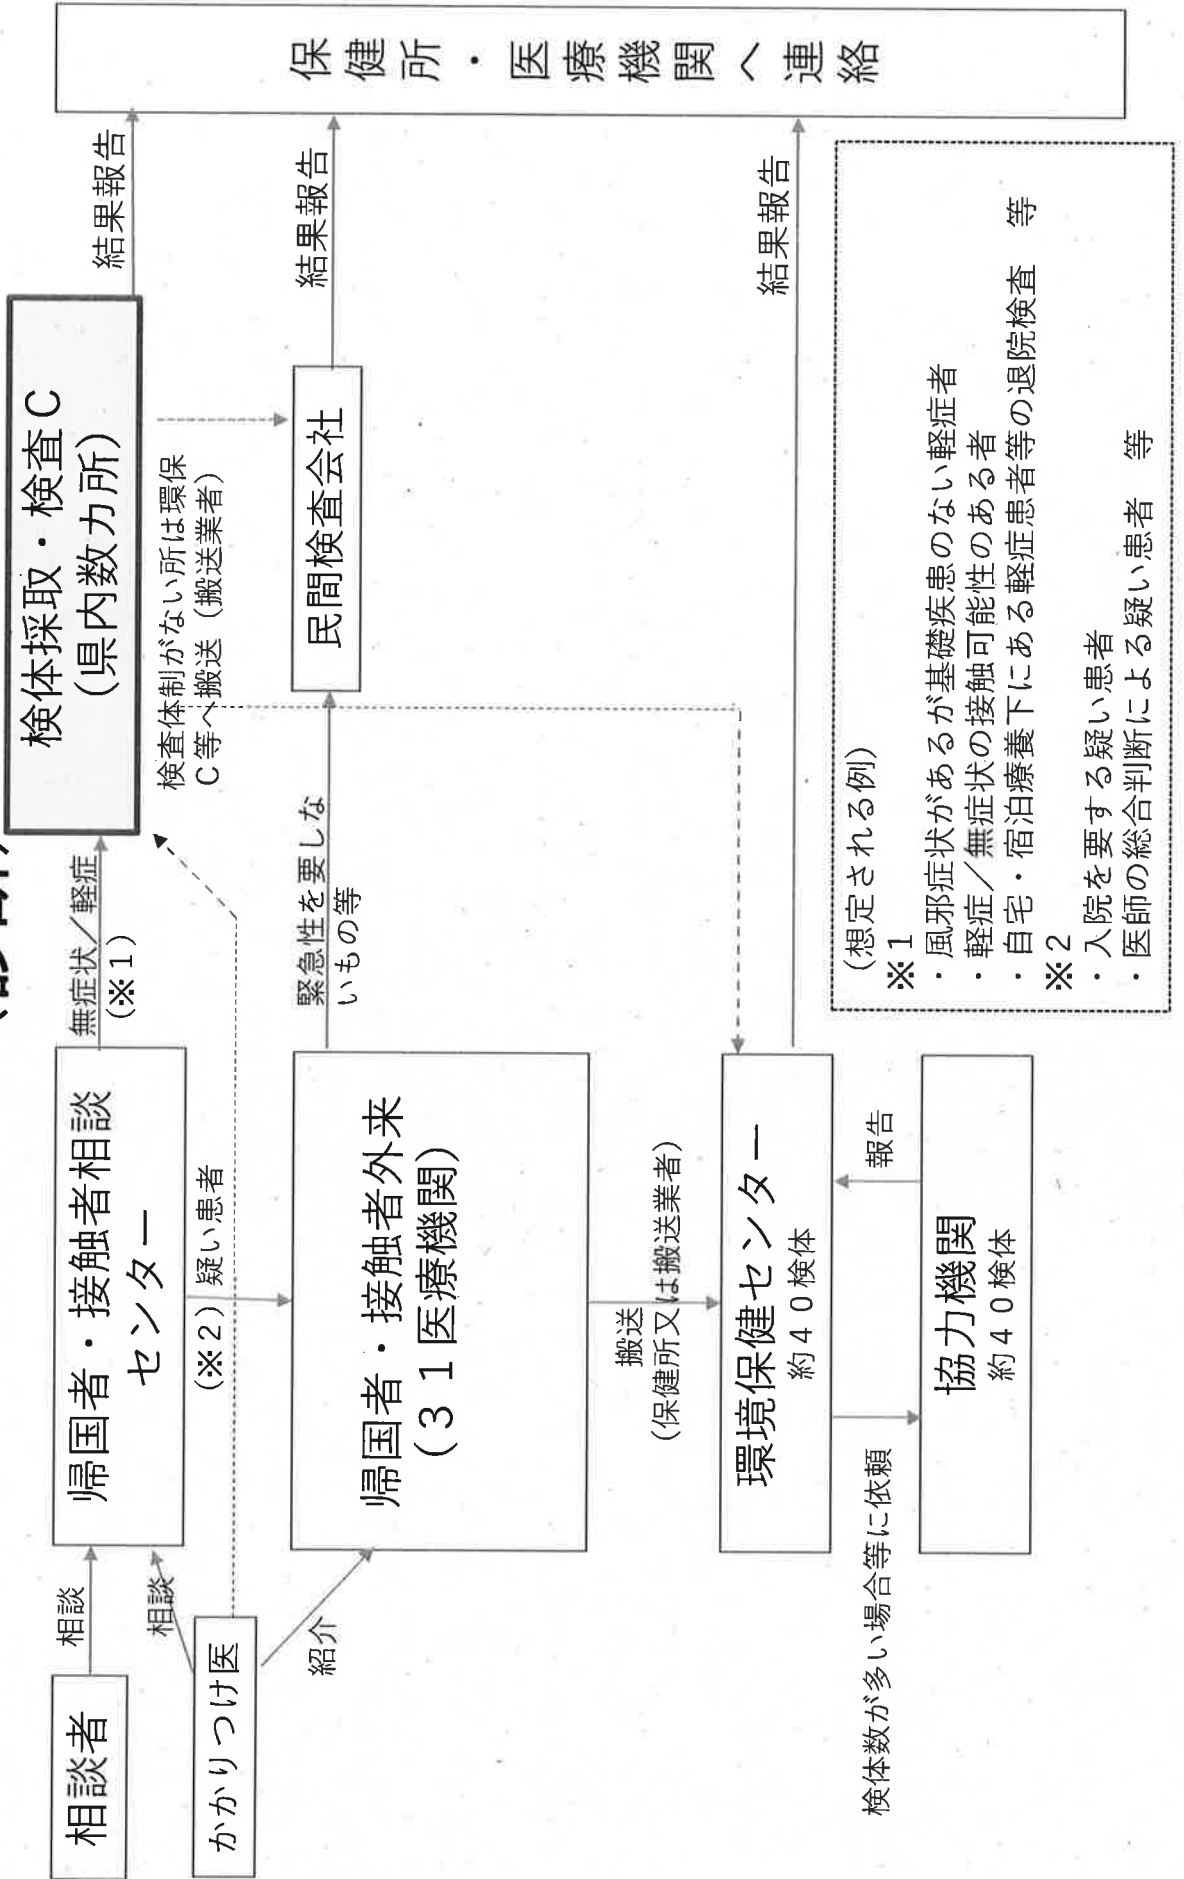 相談者
相談
かかりつけ医
相談
紹介
帰国者・接触者相談
センター
無症状／軽症
（※１）
検体採取・検査Ｃ
（県内数カ所）
結果報告
保健所・医療機関へ連絡
（※２）
疑い患者
検査体制がない所は環保
Ｃ等へ搬送（搬送業者）
帰国者・接触者外来
（３１医療機関）
緊急性を要しな
いもの等
民間検査会社
結果報告
搬送
（保健所又は搬送業者）
環境保健センター
約４０検体
結果報告
検体数が多い場合等に依頼
報告
協力機関
約４０検体
（想定される例）
※１
・風邪症状があるが基礎疾患のない軽症者
・軽症／無症状の接触可能性のある者
・自宅・宿泊療養下にある軽症患者等の退院検査　等
※２
・入院を要する疑い患者
・医師の総合判断による疑い患者　等